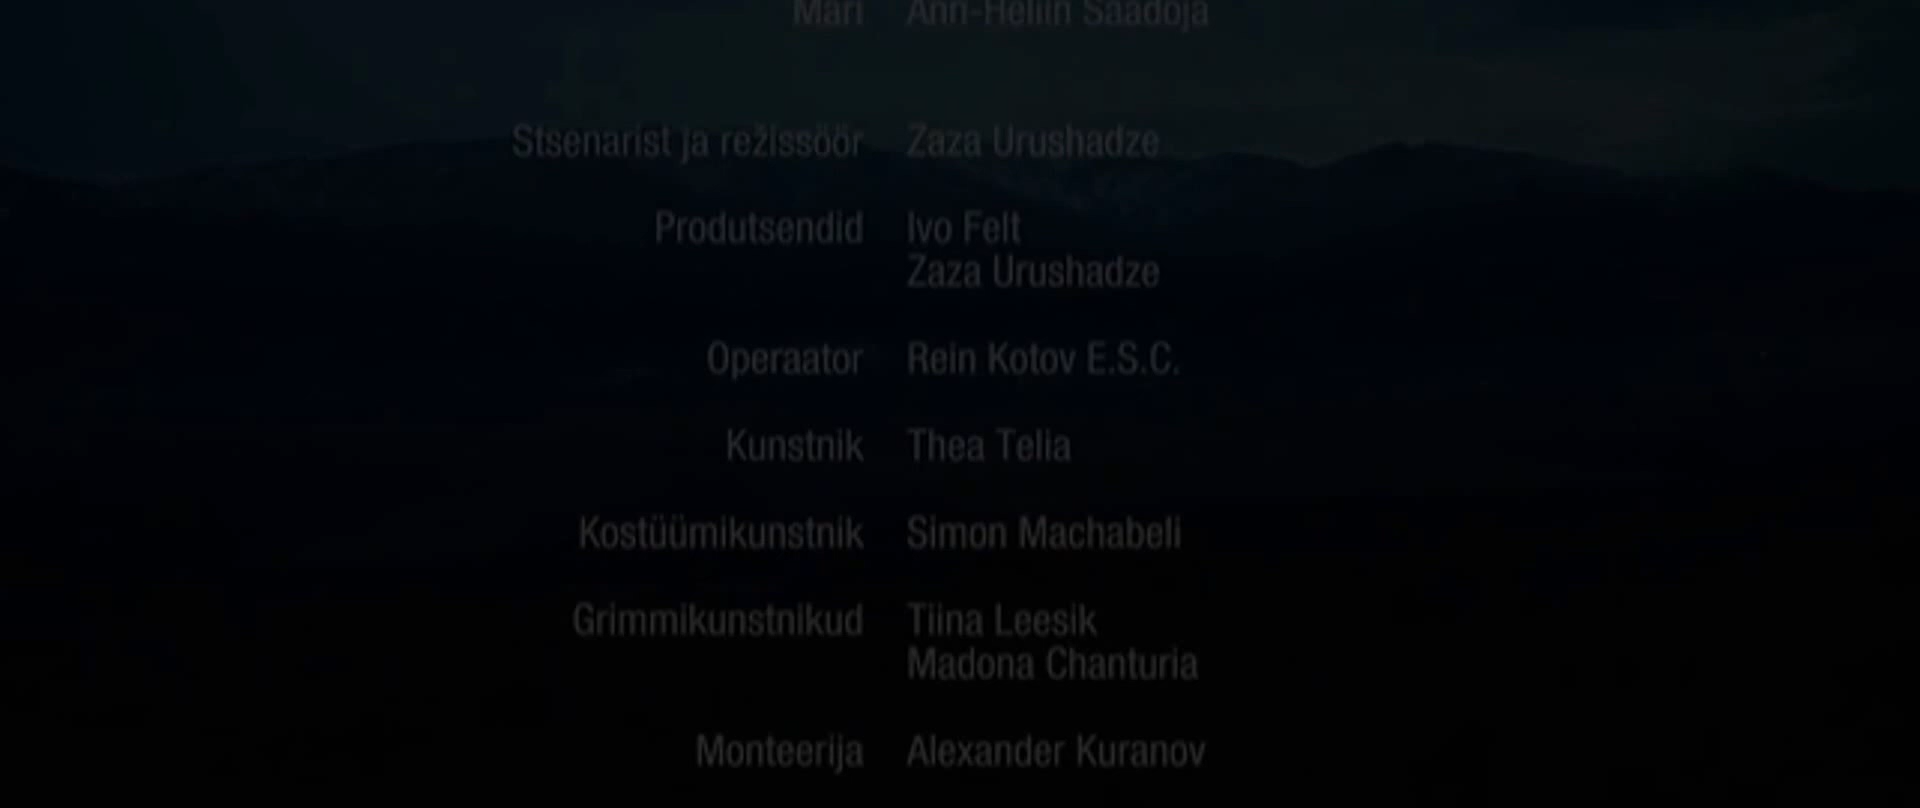 Mari Ann-Heliin Saadoja
Stsenarist ja režissöör Zaza Urushadze
Produtsendid Ivo Felt
Zaza Urushadze
Operaator Rein Kotov E.S.C.
Kunstnik Thea Telia
Kostüümikunstnik Simon Machabeli
Grimmikunstnikud Tiina Leesik
Madona Chanturia
Monteerija Alexander Kuranov